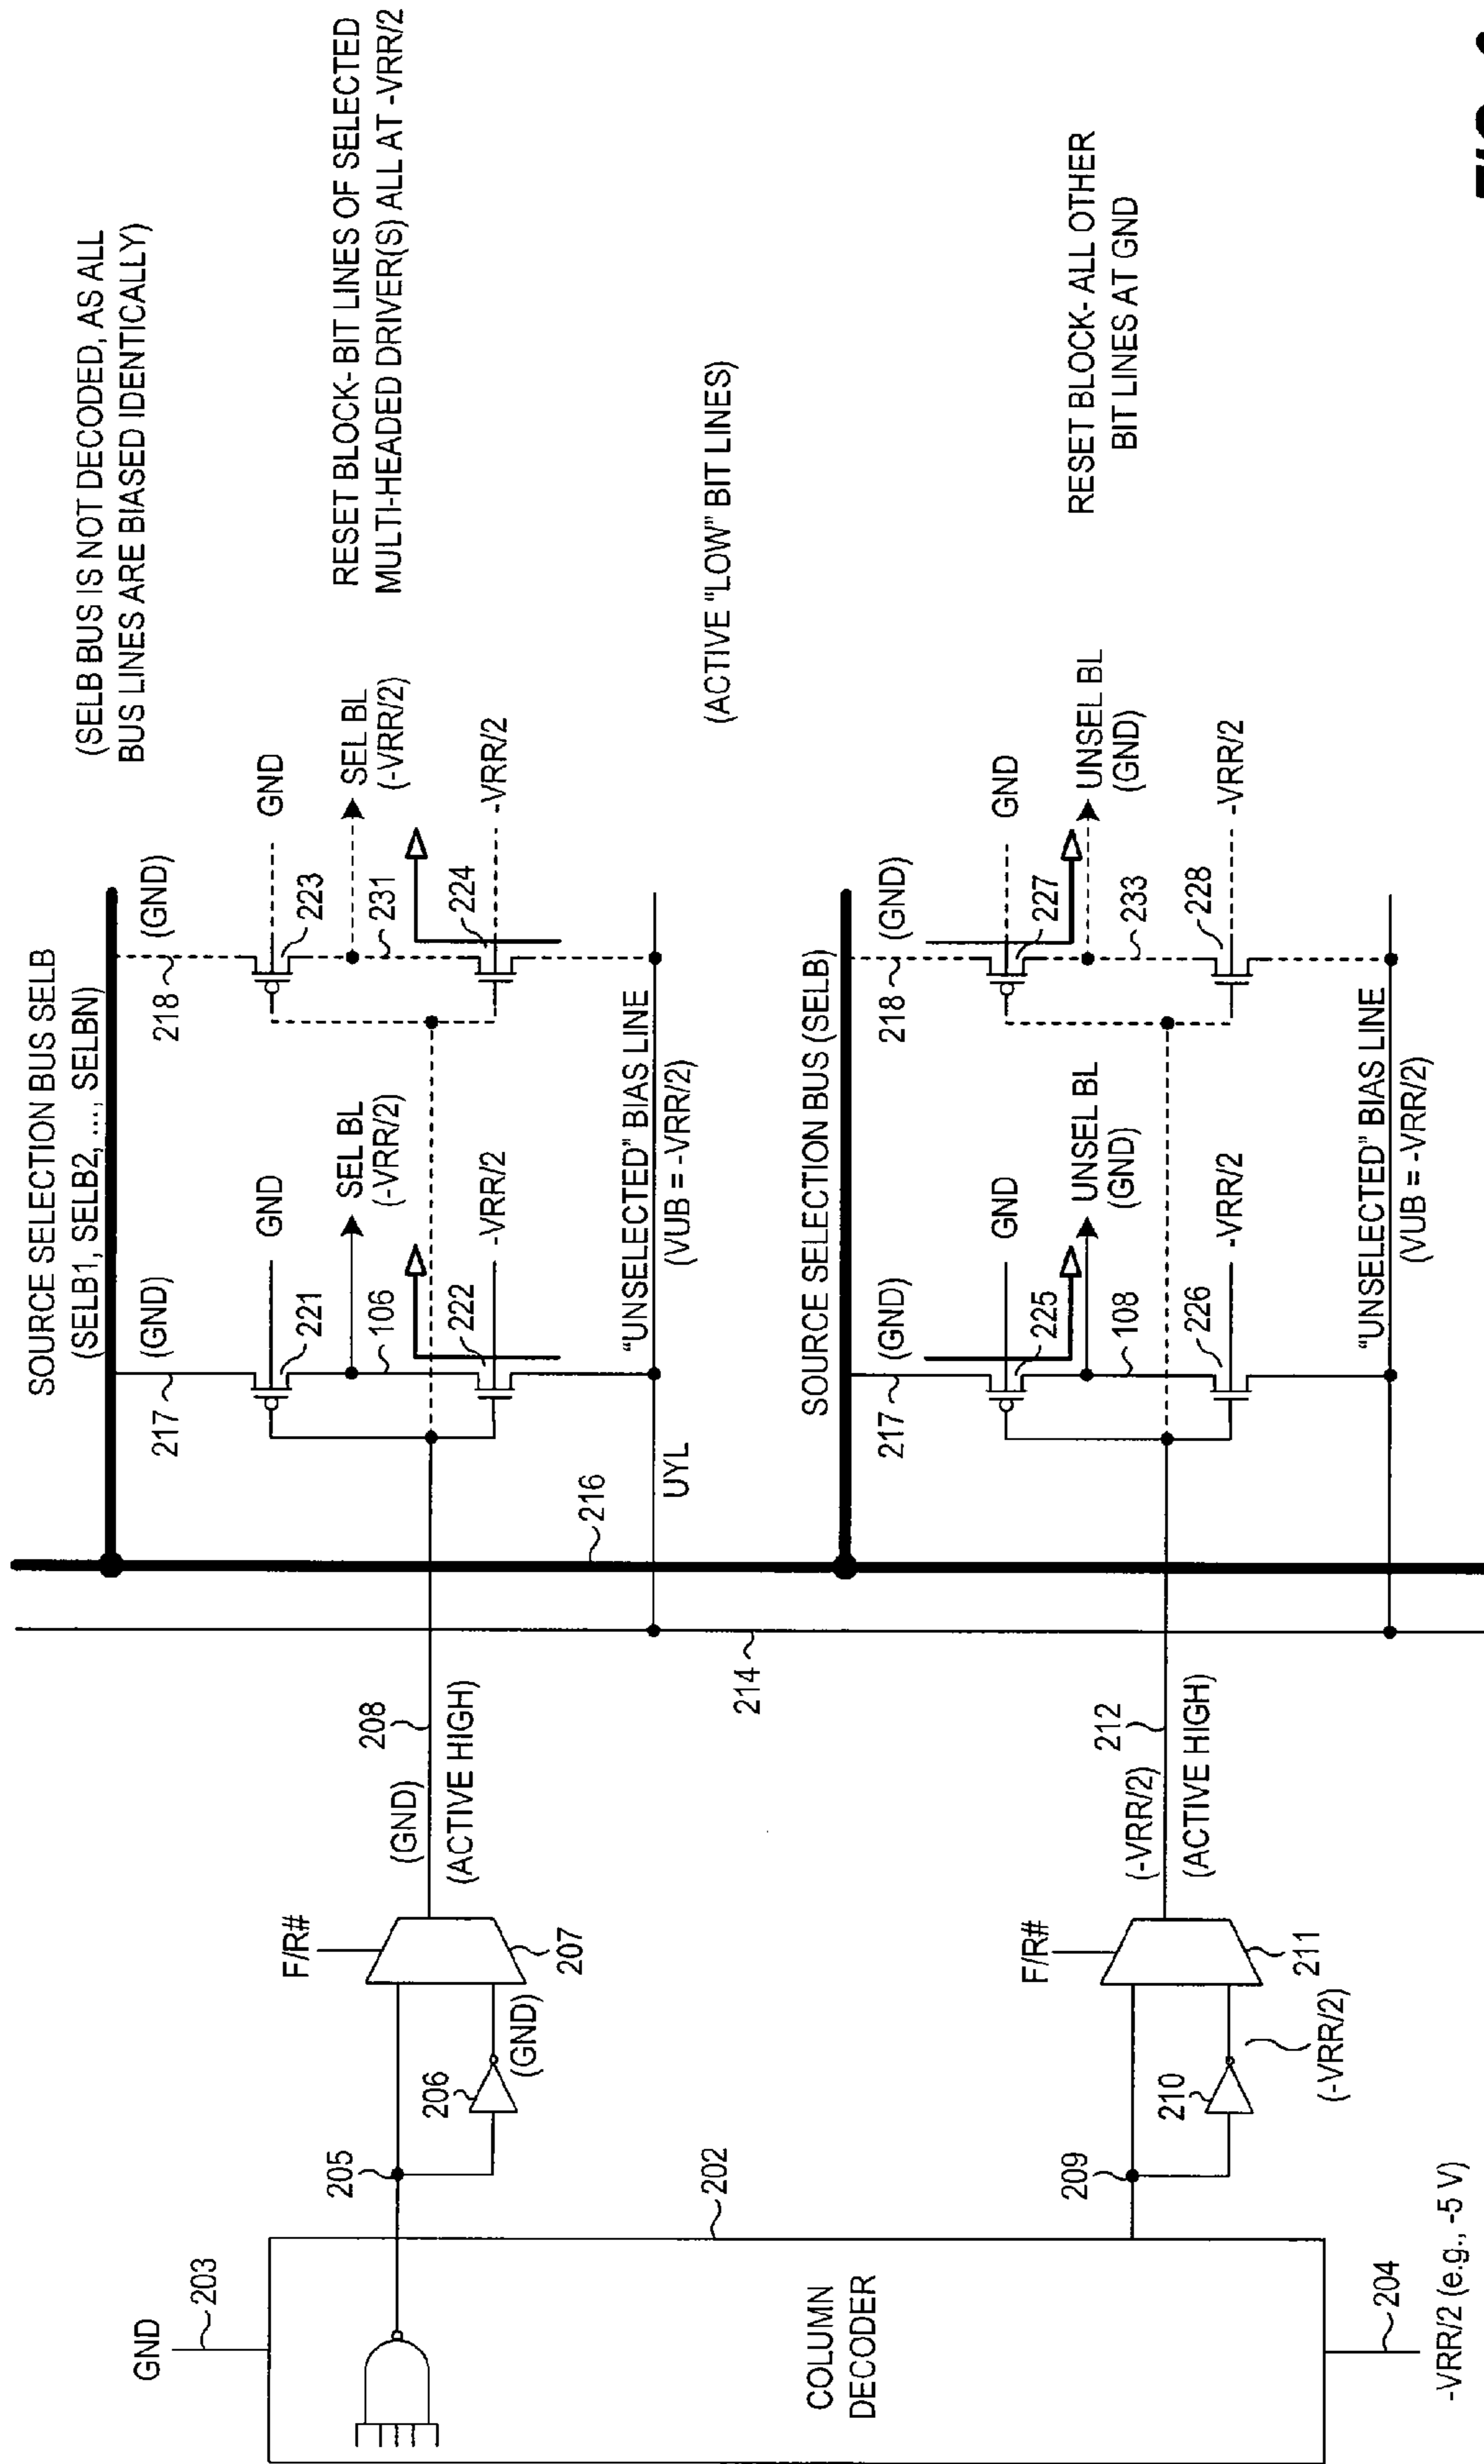 SOURCE SELECTION BUS SELB
(SELB1, SELB2, ..., SELBN)
(SELB BUS IS NOT DECODED, AS ALL
BUS LINES ARE BIASED IDENTICALLY)
GND
203
COLUMN
DECODER
202
204
-VRR/2 (e.g., -5 V)
205
206
(GND)
F/R#
207
(GND)
208
(ACTIVE HIGH)
214
216
217
(GND)
221
GND
106
SEL BL
(-VRR/2)
222
-VRR/2
UYL
"UNSELECTED" BIAS LINE
(VUB = -VRR/2)
218
(GND)
223
GND
231
SEL BL
(-VRR/2)
224
-VRR/2
RESET BLOCK- BIT LINES OF SELECTED
MULTI-HEADED DRIVER(S) ALL AT -VRR/2
(ACTIVE "LOW" BIT LINES)
209
210
(-VRR/2)
F/R#
211
(-VRR/2)
212
(ACTIVE HIGH)
SOURCE SELECTION BUS (SELB)
217
(GND)
225
GND
108
UNSEL BL
(GND)
226
-VRR/2
"UNSELECTED" BIAS LINE
(VUB = -VRR/2)
218
(GND)
227
GND
233
UNSEL BL
(GND)
228
-VRR/2
RESET BLOCK- ALL OTHER
BIT LINES AT GND